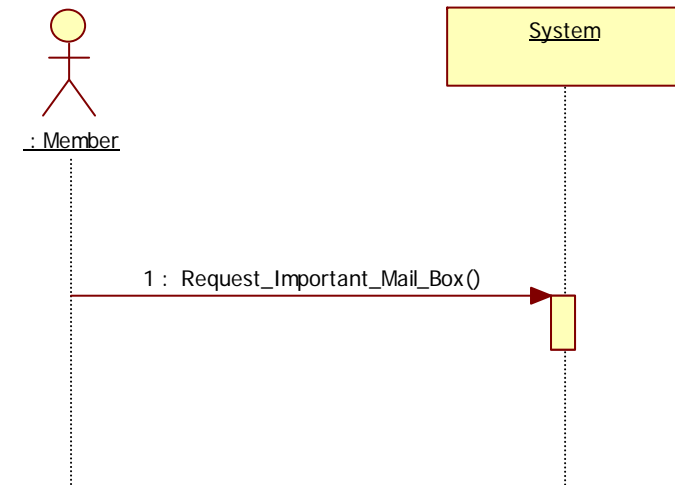 System
: Member
1 : Request_Important_Mail_Box()